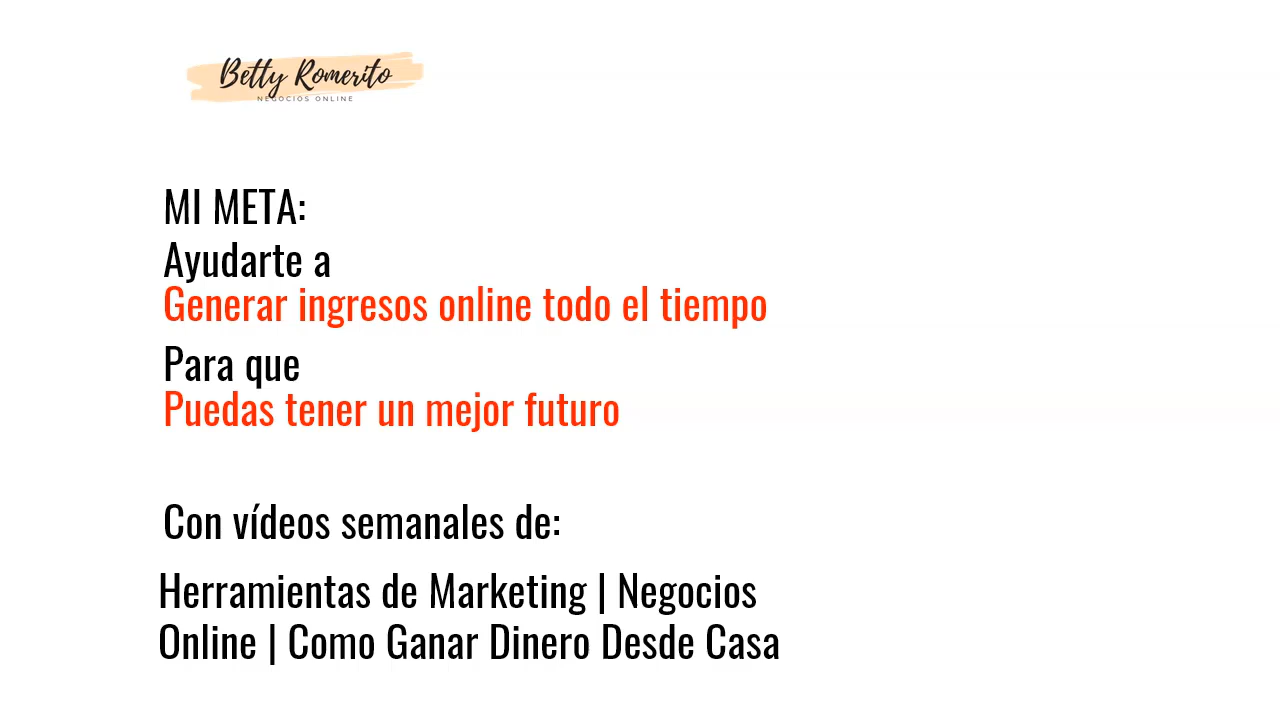 Betty Romerito
NEGOCIOS ONLINE
MI META:
Ayudarte a
Generar ingresos online todo el tiempo
Para que
Puedas tener un mejor futuro
Con vídeos semanales de:
Herramientas de Marketing | Negocios
Online | Como Ganar Dinero Desde Casa